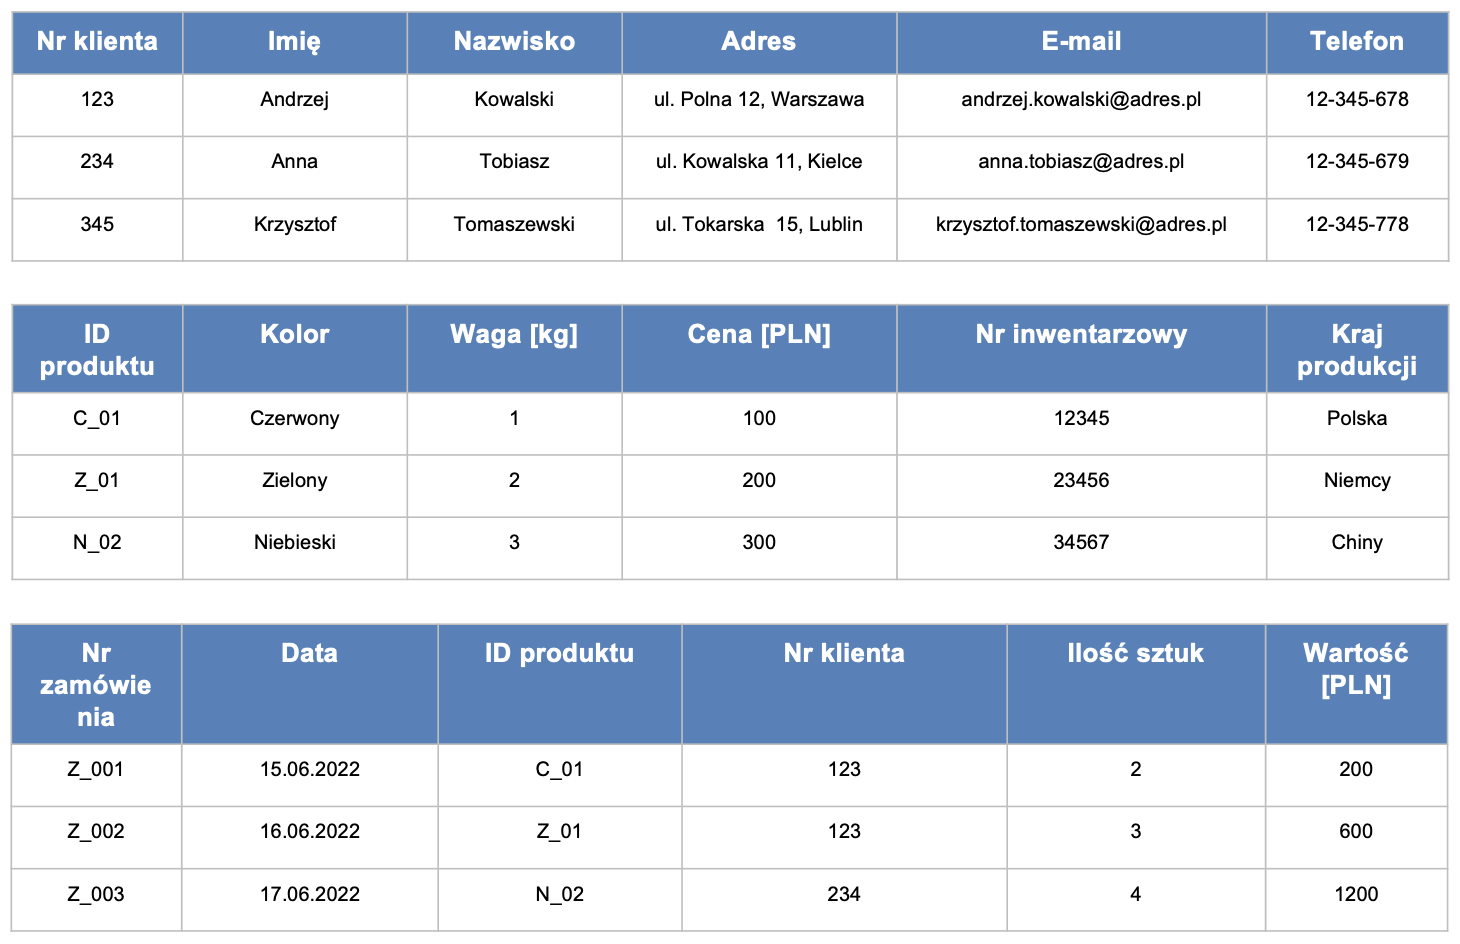 Nr klienta Imię Nazwisko Adres E-mail Telefon
123 Andrzej Kowalski ul. Polna 12, Warszawa andrzej.kowalski@adres.pl 12-345-678
234 Anna Tobiasz ul. Kowalska 11, Kielce anna.tobiasz@adres.pl 12-345-679
345 Krzysztof Tomaszewski ul. Tokarska  15, Lublin krzysztof.tomaszewski@adres.pl 12-345-778
ID Kolor Waga [kg] Cena [PLN] Nr inwentarzowy Kraj
produktu produkcji
C_01 Czerwony 1 100 12345 Polska
Z_01 Zielony 2 200 23456 Niemcy
N_02 Niebieski 3 300 34567 Chiny
Nr Data ID produktu Nr klienta Ilość sztuk Wartość
zamówie [PLN]
nia
Z_001 15.06.2022 C_01 123 2 200
Z_002 16.06.2022 Z_01 123 3 600
Z_003 17.06.2022 N_02 234 4 1200